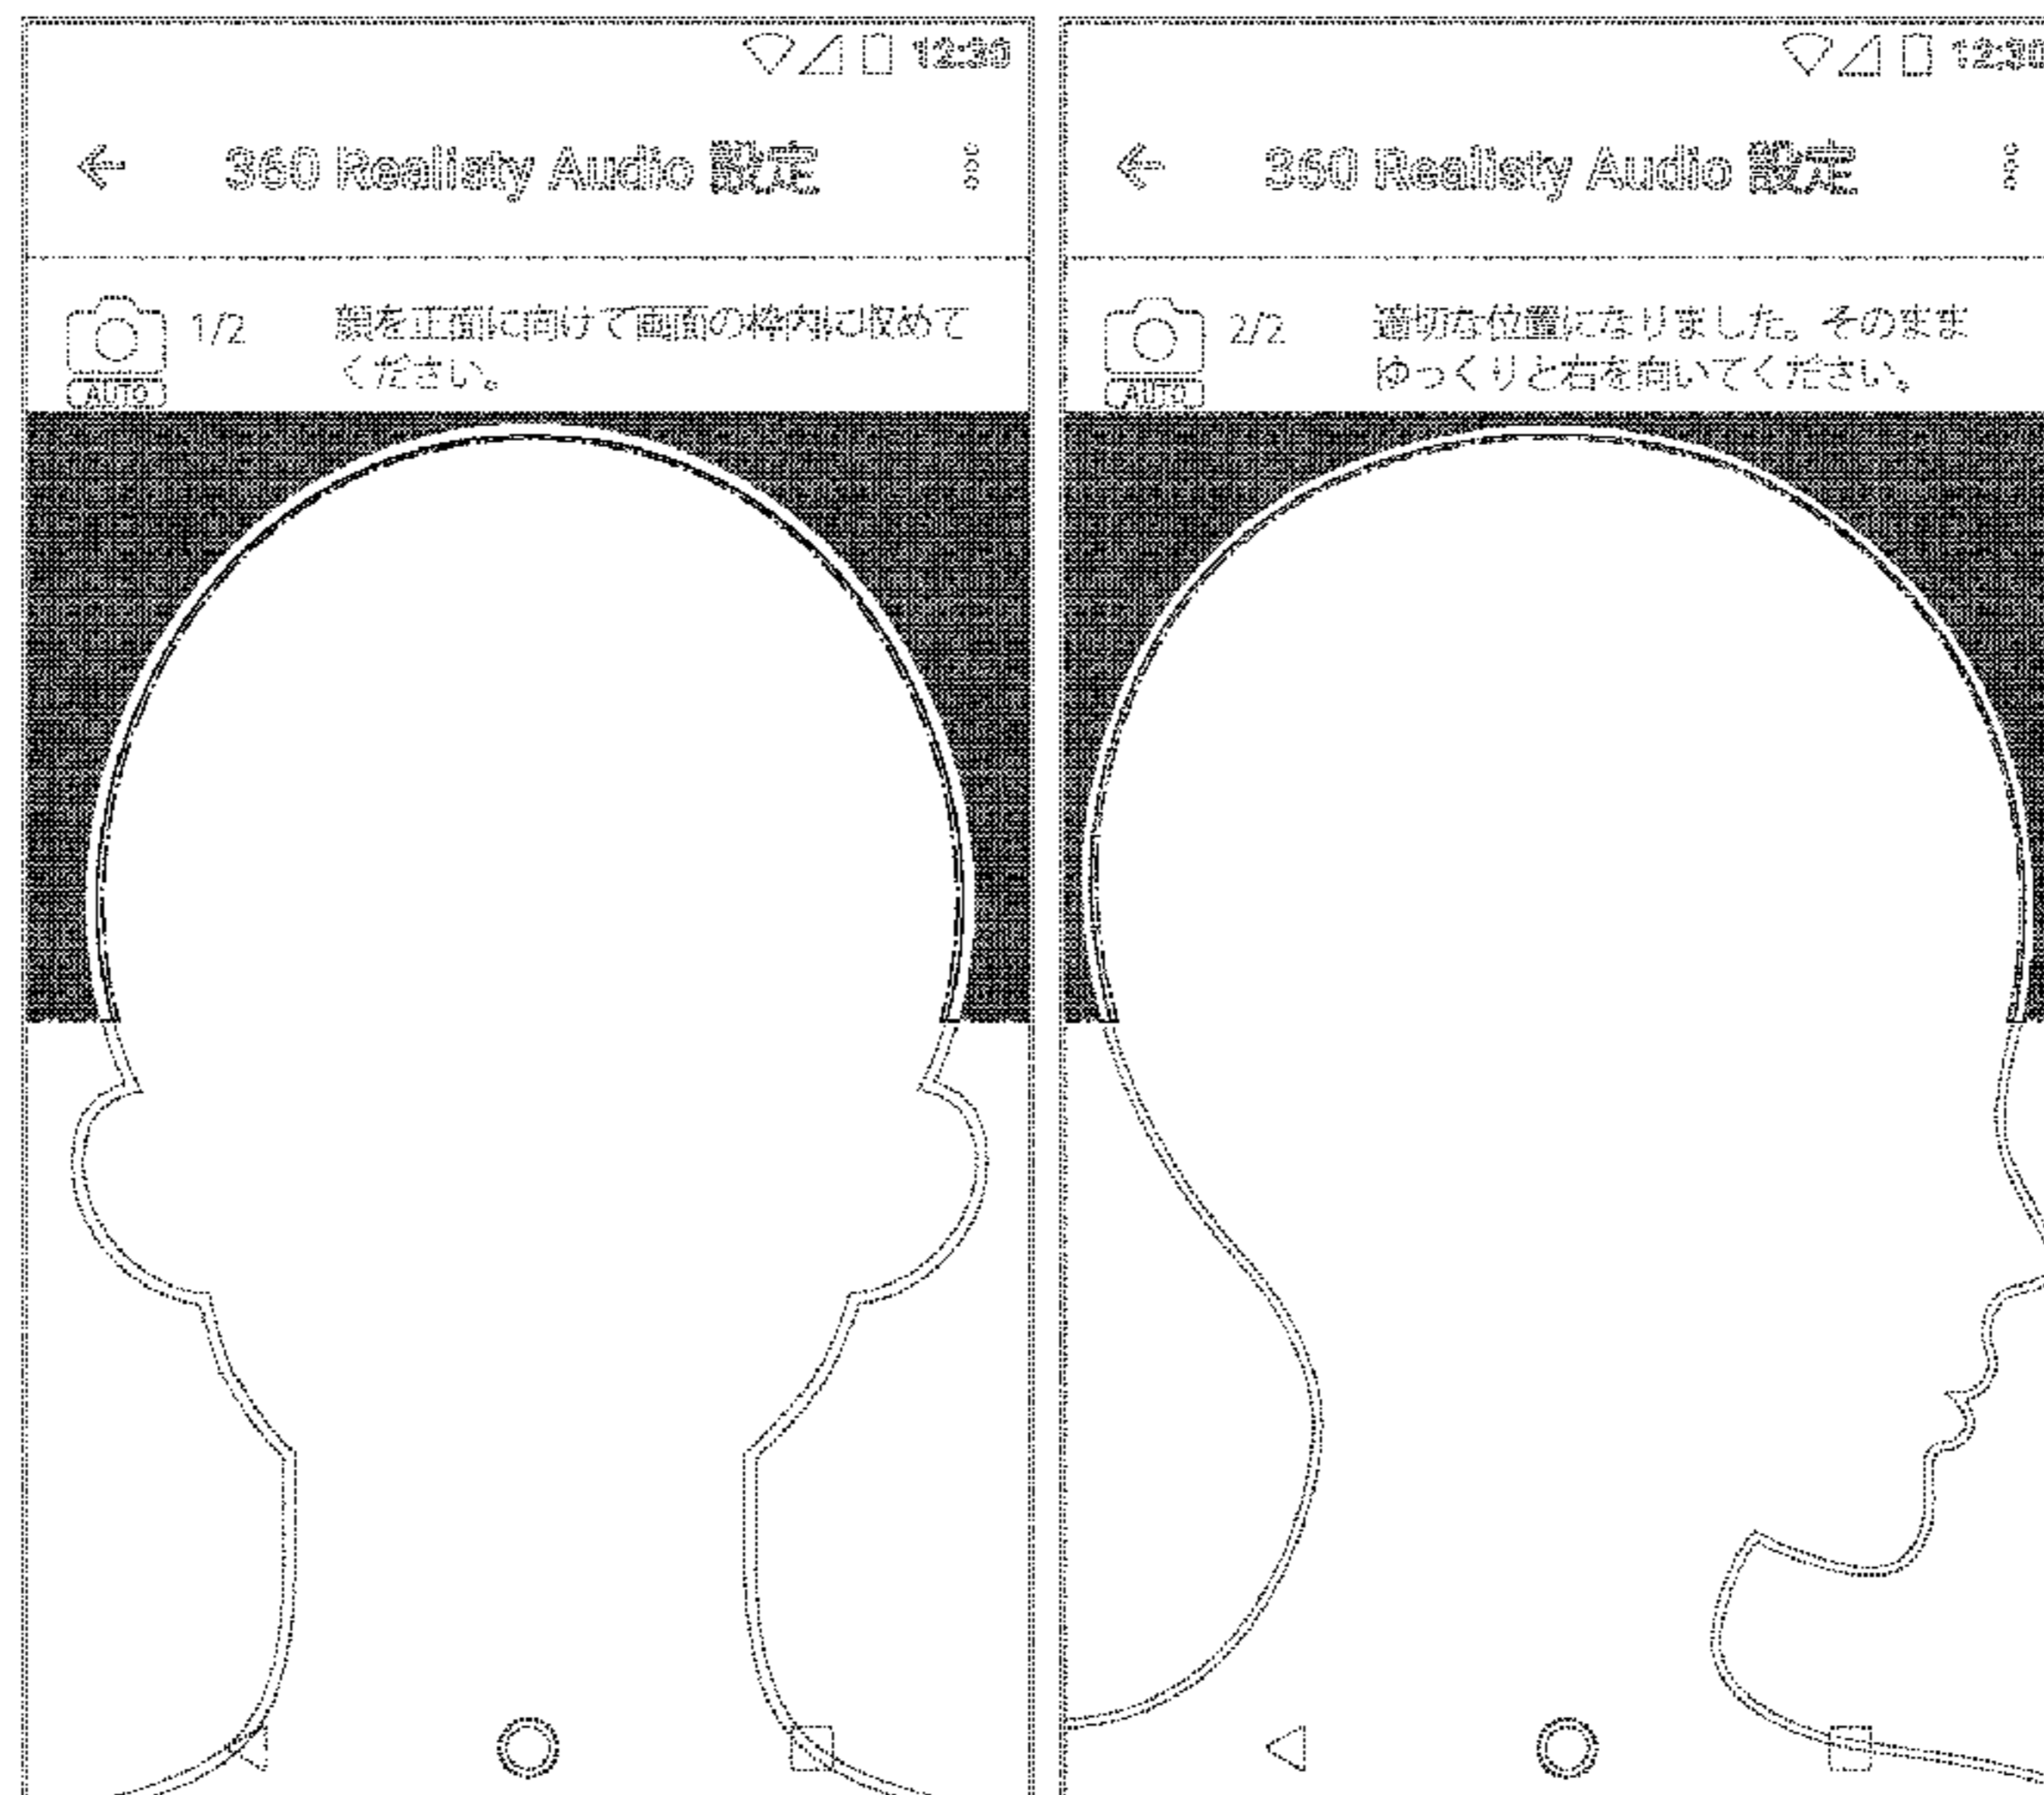 12:30
360 Realisty Audio 設定
1/2
顔を正面に向けて画面の枠内に収めて
ください。
AUTO
12:30
360 Realisty Audio 設定
2/2
適切な位置になりました。そのまま
ゆっくりと右を向いてください。
AUTO